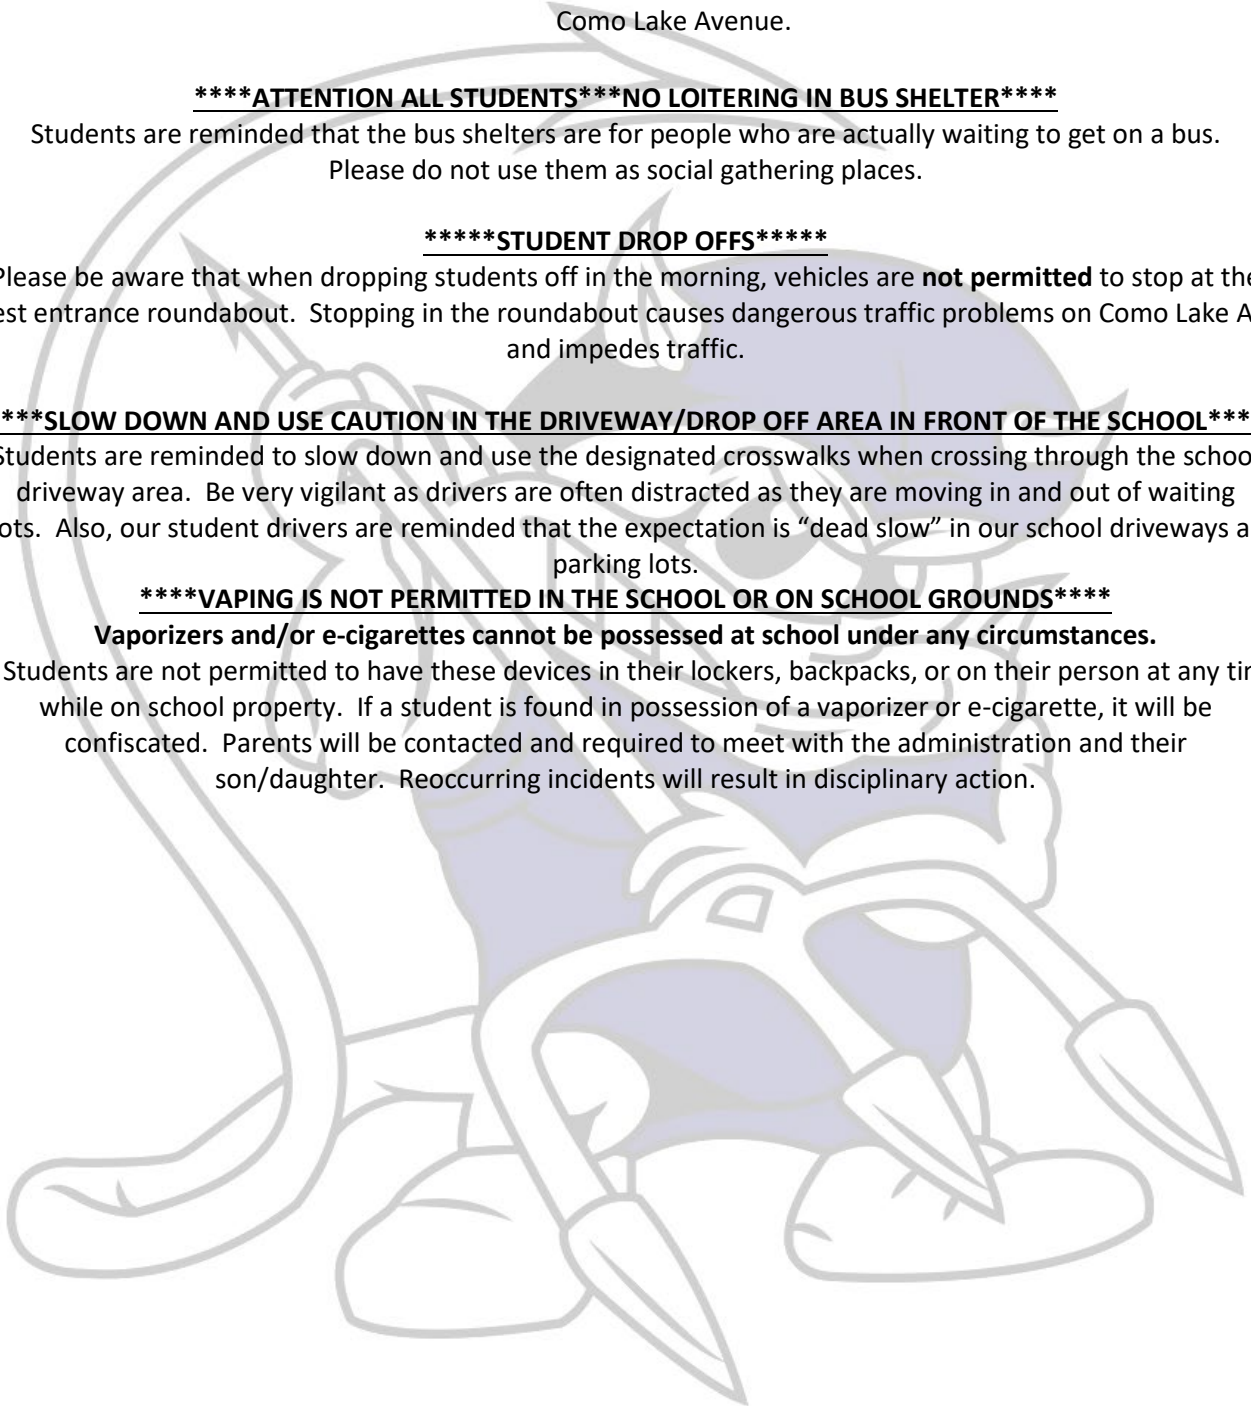 Como Lake Avenue.
****ATTENTION ALL STUDENTS***NO LOITERING IN BUS SHELTER****
Students are reminded that the bus shelters are for people who are actually waiting to get on a bus.
Please do not use them as social gathering places.
*****STUDENT DROP OFFS*****
Please be aware that when dropping students off in the morning, vehicles are not permitted to stop at the
est entrance roundabout.  Stopping in the roundabout causes dangerous traffic problems on Como Lake A
and impedes traffic.
***SLOW DOWN AND USE CAUTION IN THE DRIVEWAY/DROP OFF AREA IN FRONT OF THE SCHOOL***
Students are reminded to slow down and use the designated crosswalks when crossing through the schoo
driveway area.  Be very vigilant as drivers are often distracted as they are moving in and out of waiting
ots.  Also, our student drivers are reminded that the expectation is “dead slow” in our school driveways a
parking lots.
****VAPING IS NOT PERMITTED IN THE SCHOOL OR ON SCHOOL GROUNDS****
Vaporizers and/or e-cigarettes cannot be possessed at school under any circumstances.
Students are not permitted to have these devices in their lockers, backpacks, or on their person at any tir
while on school property.  If a student is found in possession of a vaporizer or e-cigarette, it will be
confiscated.  Parents will be contacted and required to meet with the administration and their
son/daughter.  Reoccurring incidents will result in disciplinary action.